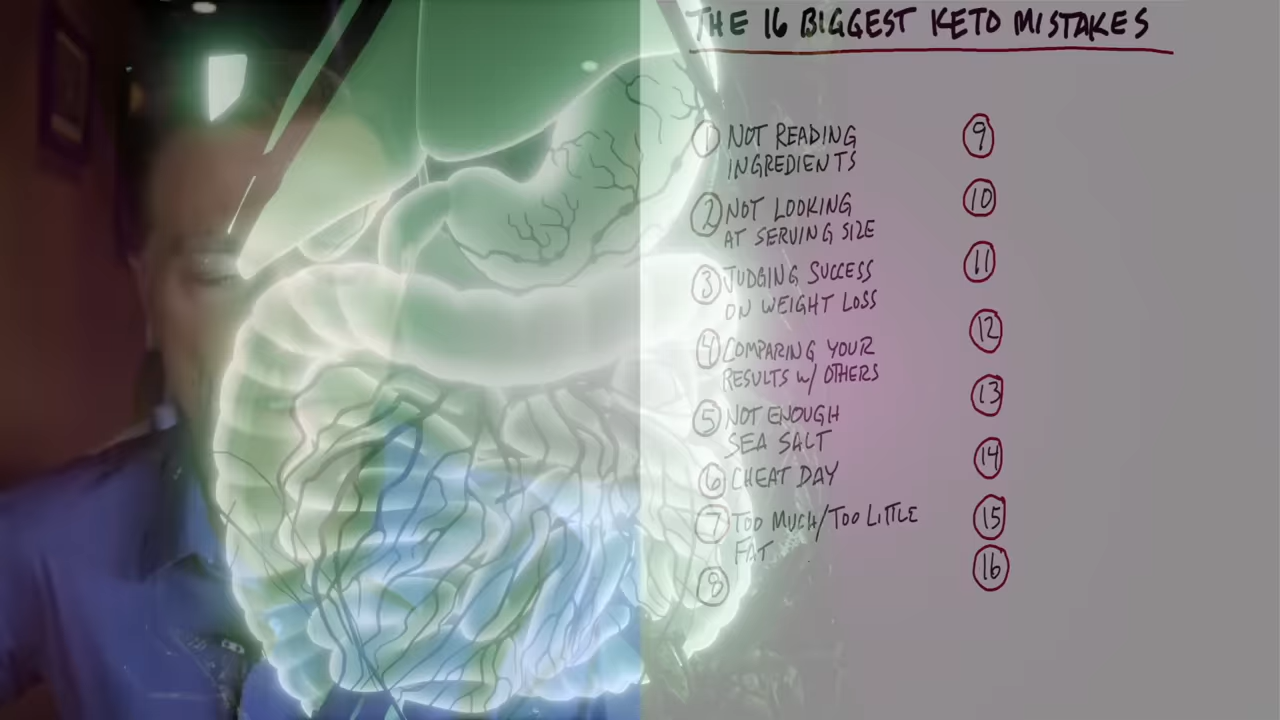 THE 16 BIGGEST KETO MISTAKES
1 NOT READING
INGREDIENTS
2 NOT LOOKING
AT SERVING SIZE
3 JUDGING SUCCESS
ON WEIGHT LOSS
4 COMPARING YOUR
RESULTS W/ OTHERS
5 NOT ENOUGH
SEA SALT
6 CHEAT DAY
7 TOO MUCH/TOO LITTLE
FAT
8
9
10
11
12
13
14
15
16